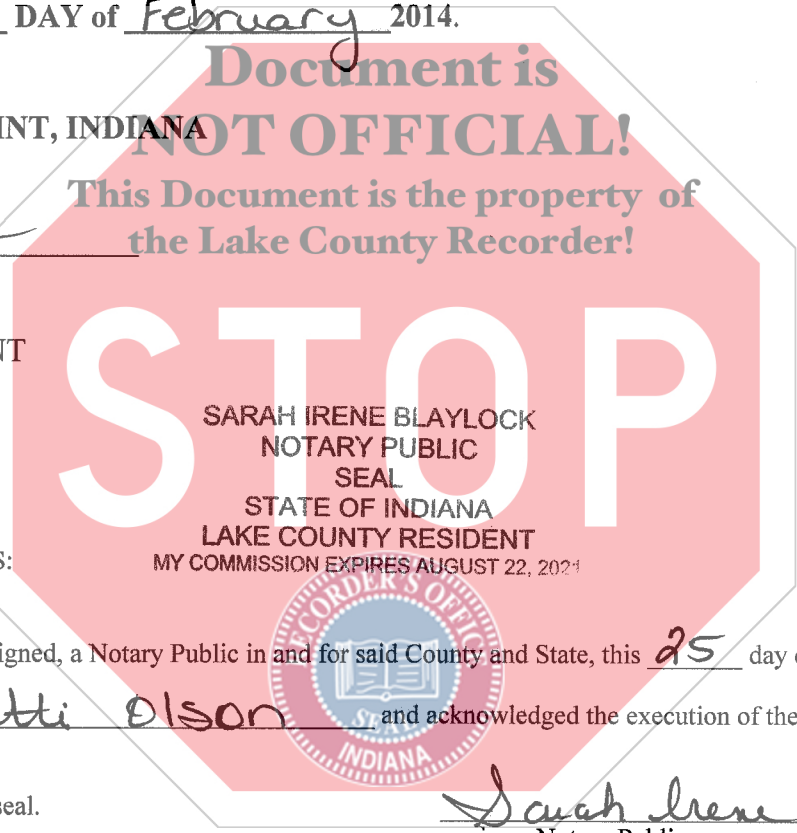 DAY of February 2014.
Document is
INT, INDIANA
NOT OFFICIAL!
This Document is the property of
the Lake County Recorder!
NT
STOP
SARAH IRENE BLAYLOCK
NOTARY PUBLIC
SEAL
STATE OF INDIANA
LAKE COUNTY RESIDENT
MY COMMISSION EXPIRES AUGUST 22, 2021
S:
RECORDER'S OFFICE
igned, a Notary Public in and for said County and State, this 25 day
tti Olson and acknowledged the execution of the
SEAL
INDIANA
seal.
Sarah Irene
Notary Public